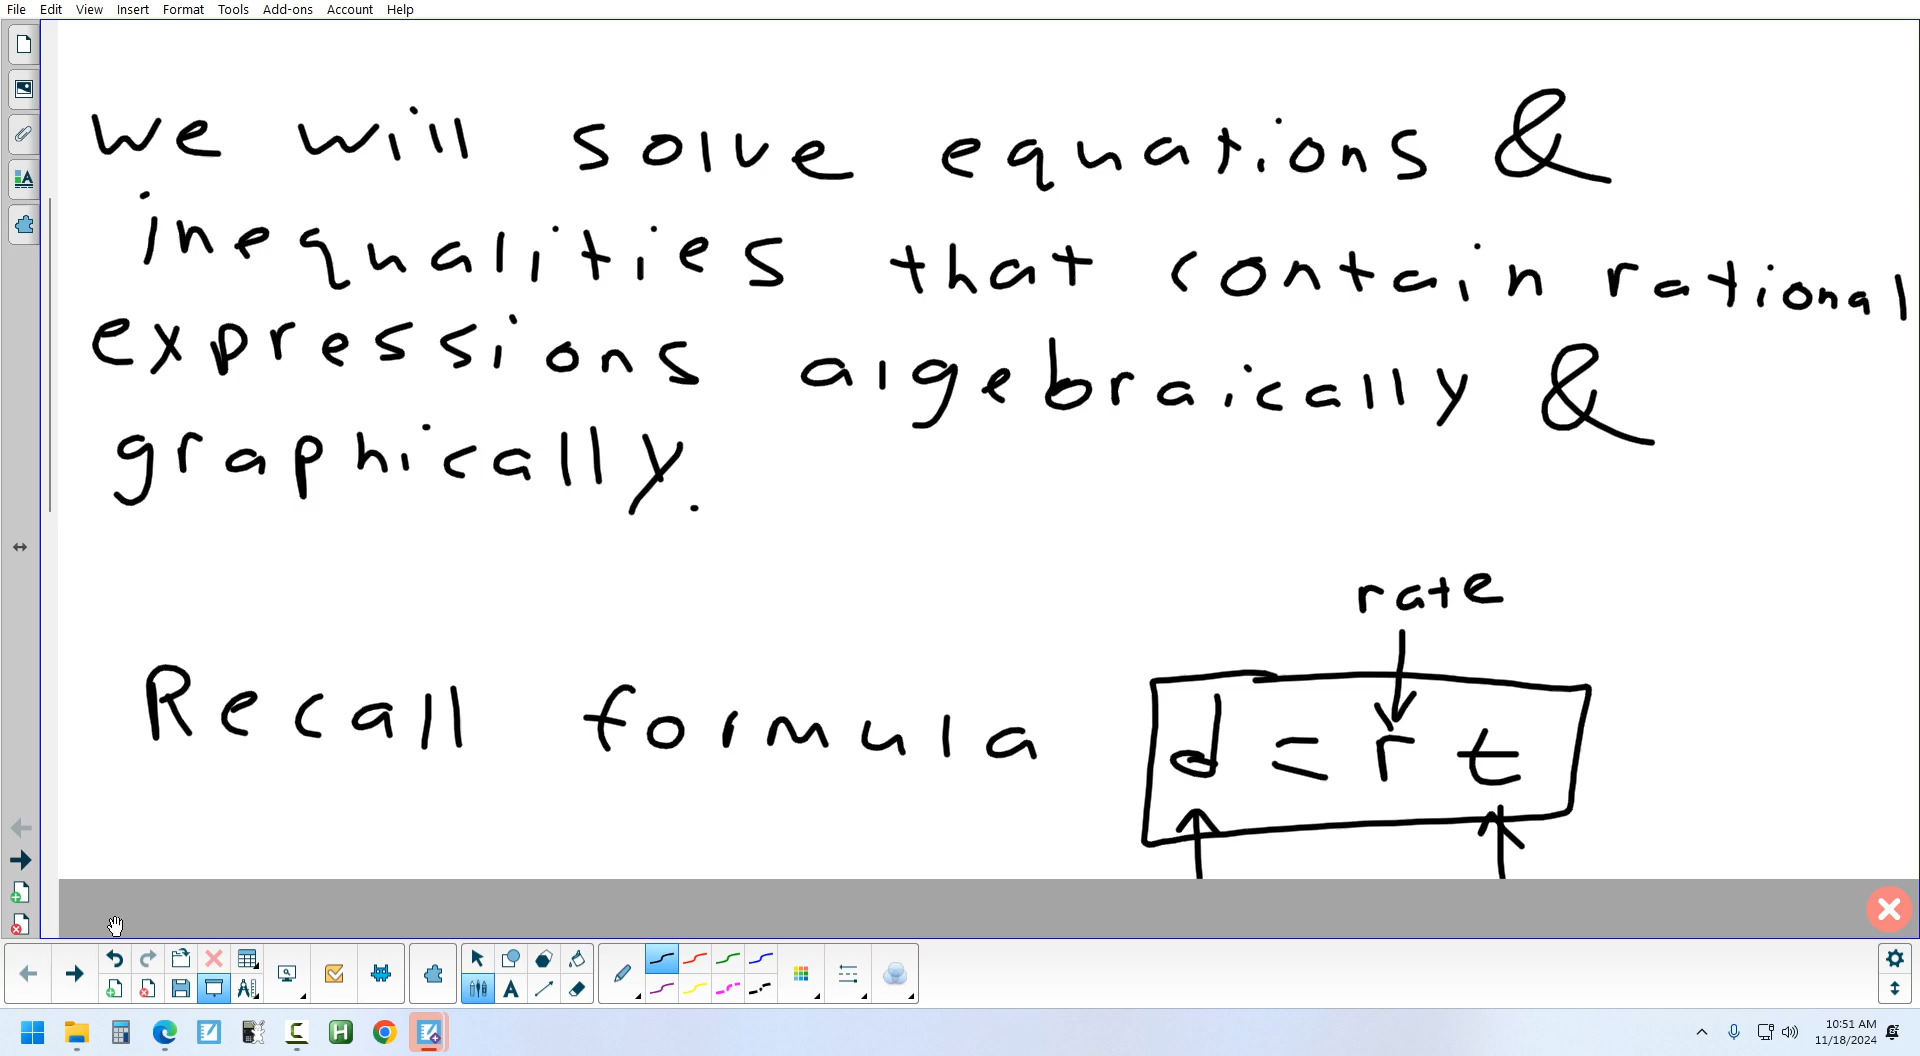 File Edit View Insert Format Tools Add-ons Account Help
we will solve equations &
inequalities that contain rational
expressions algebraically &
graphically.
rate
Recall formula d = r t
10:51 AM
11/18/2024